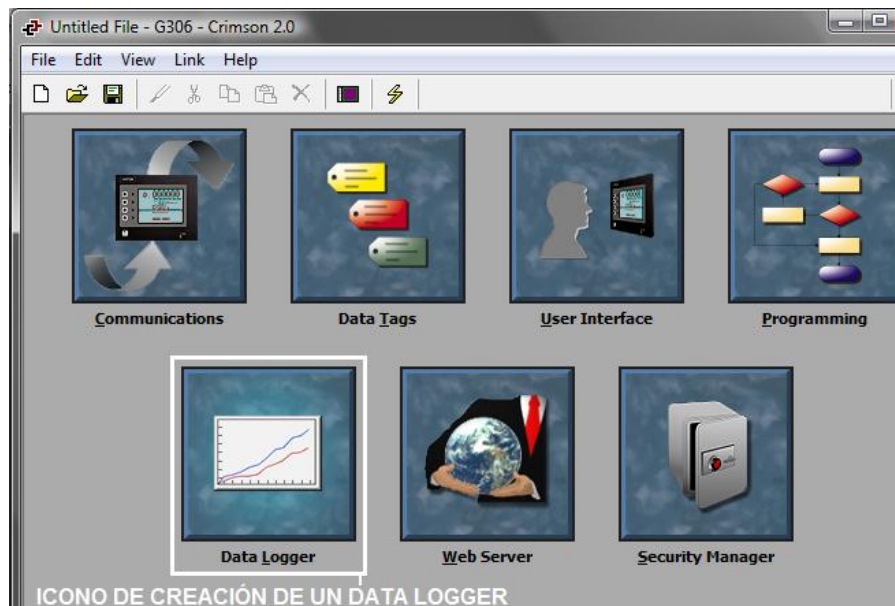 Untitled File - G306 - Crimson 2.0
File Edit View Link Help
Communications Data Tags User Interface Programming
Data Logger Web Server Security Manager
ICONO DE CREACIÓN DE UN DATA LOGGER